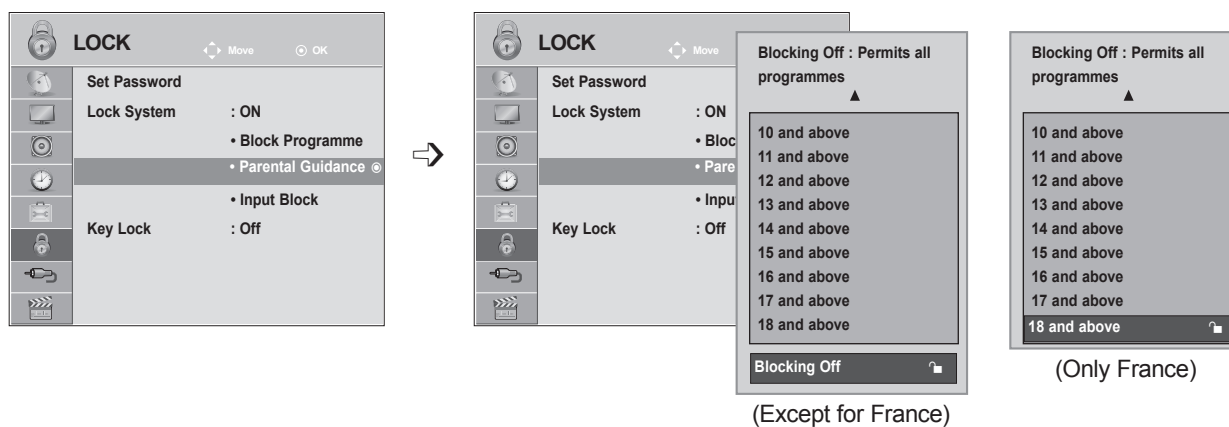 LOCK
Move
OK
Set Password
Lock System : ON
• Block Programme
• Parental Guidance
• Input Block
Key Lock : Off
LOCK
Move
Set Password
Lock System : ON
• Bloc
• Pare
• Inpu
Key Lock : Off
Blocking Off : Permits all
programmes
10 and above
11 and above
12 and above
13 and above
14 and above
15 and above
16 and above
17 and above
18 and above
Blocking Off
(Except for France)
Blocking Off : Permits all
programmes
10 and above
11 and above
12 and above
13 and above
14 and above
15 and above
16 and above
17 and above
18 and above
(Only France)